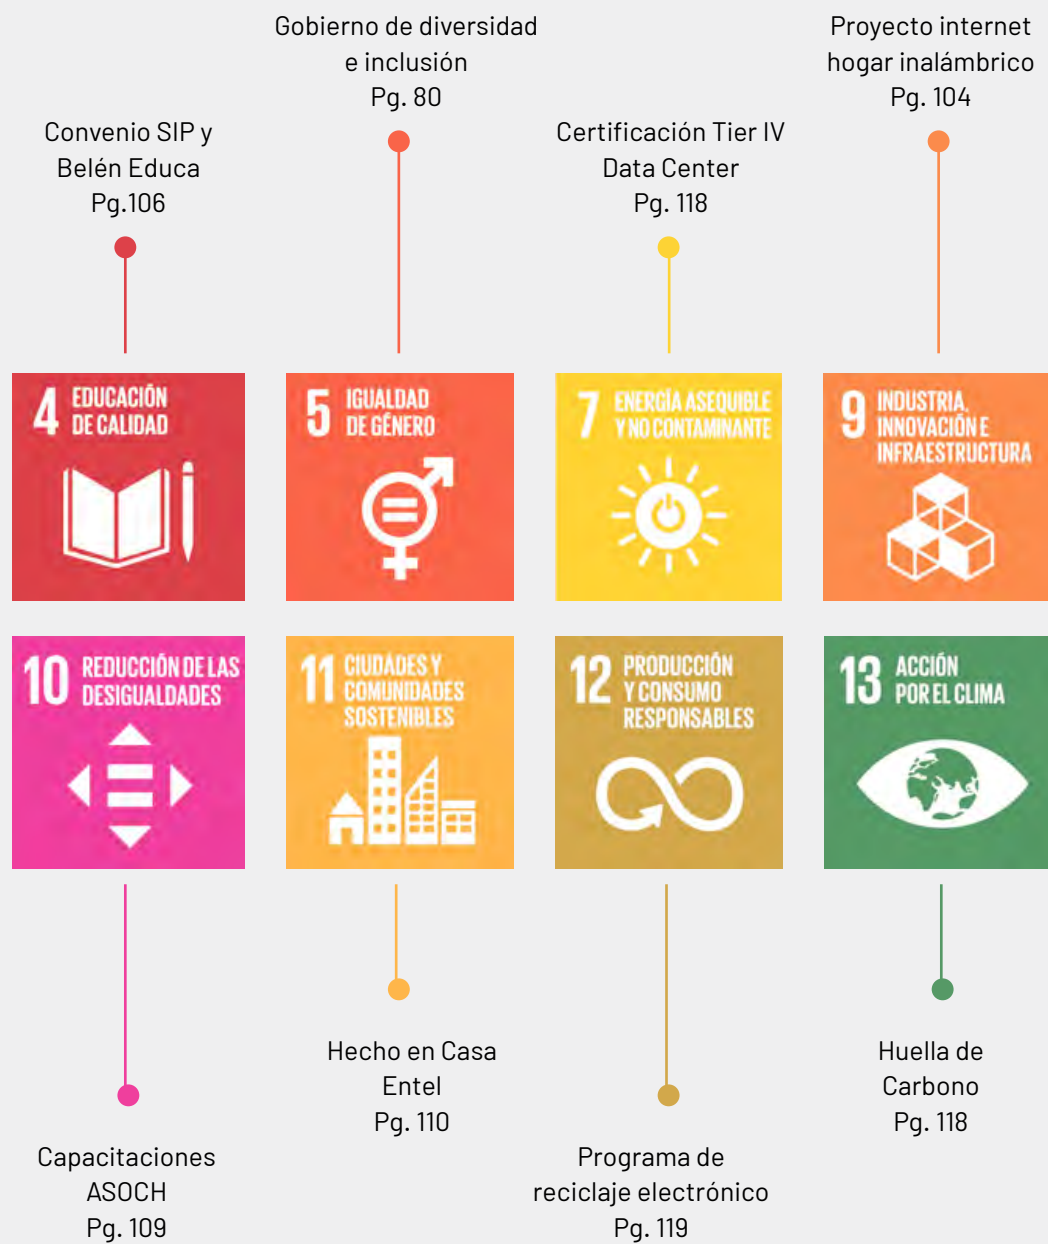 Gobierno de diversidad
e inclusión
Pg. 80
Proyecto internet
hogar inalámbrico
Pg. 104
Convenio SIP y
Belén Educa
Pg.106
Certificación Tier IV
Data Center
Pg. 118
4 EDUCACIÓN
DE CALIDAD
5 IGUALDAD
DE GÉNERO
7 ENERGÍA ASEQUIBLE
Y NO CONTAMINANTE
9 INDUSTRIA,
INNOVACIÓN E
INFRAESTRUCTURA
10 REDUCCIÓN DE LAS
DESIGUALDADES
11 CIUDADES Y
COMUNIDADES
SOSTENIBLES
12 PRODUCCIÓN
Y CONSUMO
RESPONSABLES
13 ACCIÓN
POR EL CLIMA
Hecho en Casa
Entel
Pg. 110
Huella de
Carbono
Pg. 118
Capacitaciones
ASOCH
Pg. 109
Programa de
reciclaje electrónico
Pg. 119